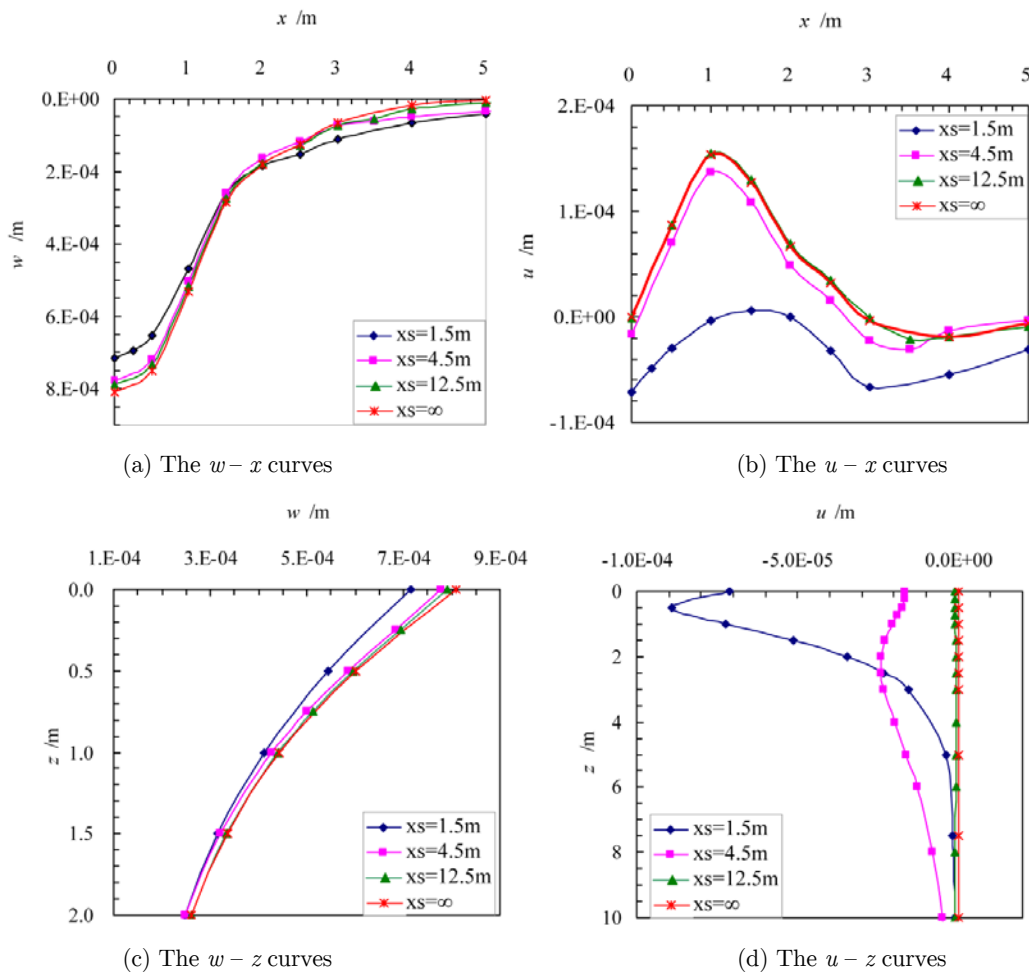 x /m
0 1 2 3 4 5
0.E+00
2.E-04
4.E-04
6.E-04
8.E-04
w /m
xs=1.5m
xs=4.5m
xs=12.5m
xs=∞
(a) The w – x curves
x /m
0 1 2 3 4 5
2.E-04
1.E-04
0.E+00
-1.E-04
u /m
xs=1.5m
xs=4.5m
xs=12.5m
xs=∞
(b) The u – x curves
w /m
1.E-04 3.E-04 5.E-04 7.E-04 9.E-04
0.0
0.5
1.0
1.5
2.0
z /m
xs=1.5m
xs=4.5m
xs=12.5m
xs=∞
(c) The w – z curves
u /m
-1.0E-04 -5.0E-05 0.0E+00
0
2
4
6
8
10
z /m
xs=1.5m
xs=4.5m
xs=12.5m
xs=∞
(d) The u – z curves